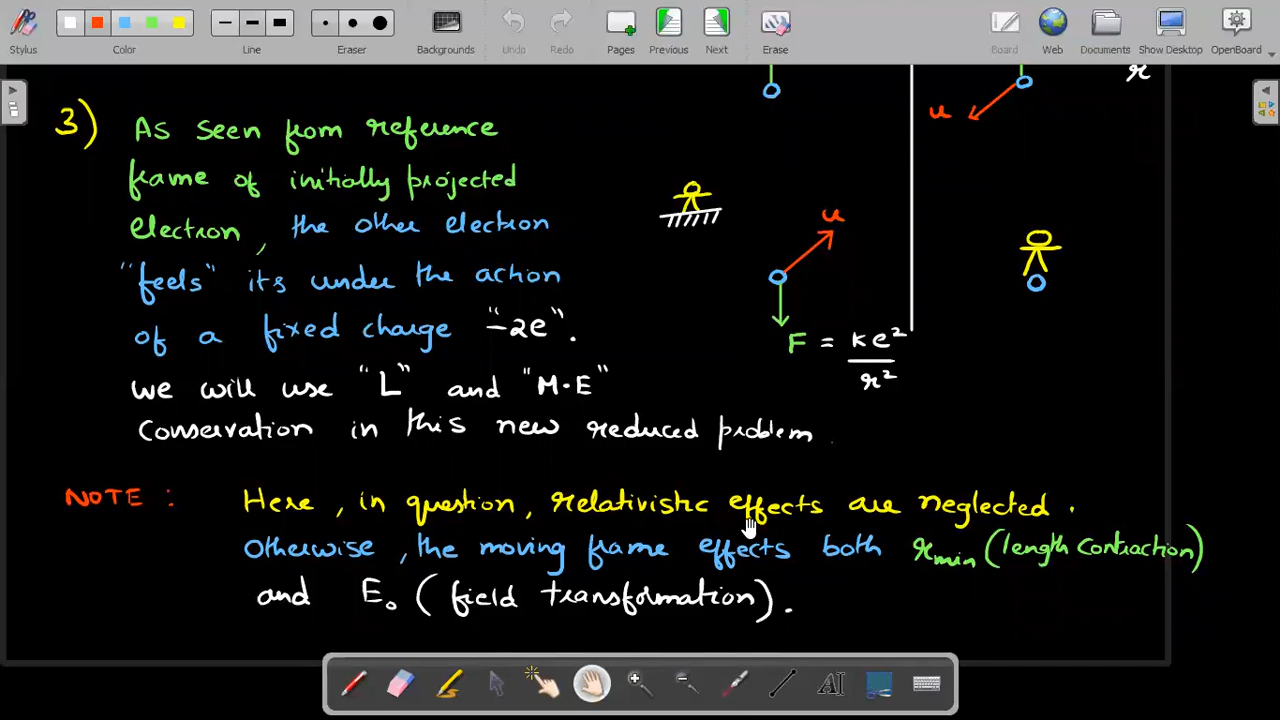 Stylus
Color
Line
Eraser
Backgrounds
Undo
Redo
Pages
Previous
Next
Erase
Board
Web
Documents
Show Desktop
OpenBoard
r
u
3) As seen from reference
frame of initially projected
electron, the other electron
"feels" its under the action
of a fixed charge "-2e".
we will use "L" and "M.E"
Conservation in this new reduced problem
u
F = Ke²
r²
NOTE : Here, in question, relativistic effects are neglected.
Otherwise, the moving frame effects both rmin (length contraction)
and E₀ (field transformation).
AI